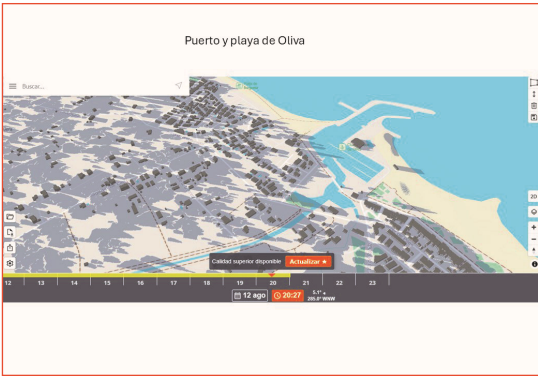 Puerto y playa de Oliva
Buscar...
2D
Calidad superior disponible Actualizar
12 13 14 15 16 17 18 19 20 21 22 23
12 ago 20:27 5.1°
285.0° WNW